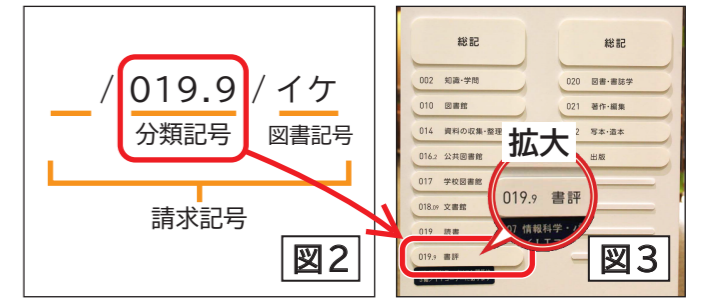 / 019.9 / イケ
分類記号
図書記号
請求記号
図2
総記
002 知識・学問
010 図書館
014 資料の収集・整理
016.2 公共図書館
017 学校図書館
018.09 文書館
019 読書
019.9 書評
総記
020 図書・書誌学
021 著作・編集
写本・造本
出版
拡大
019.9 書評
007 情報科学・
図3